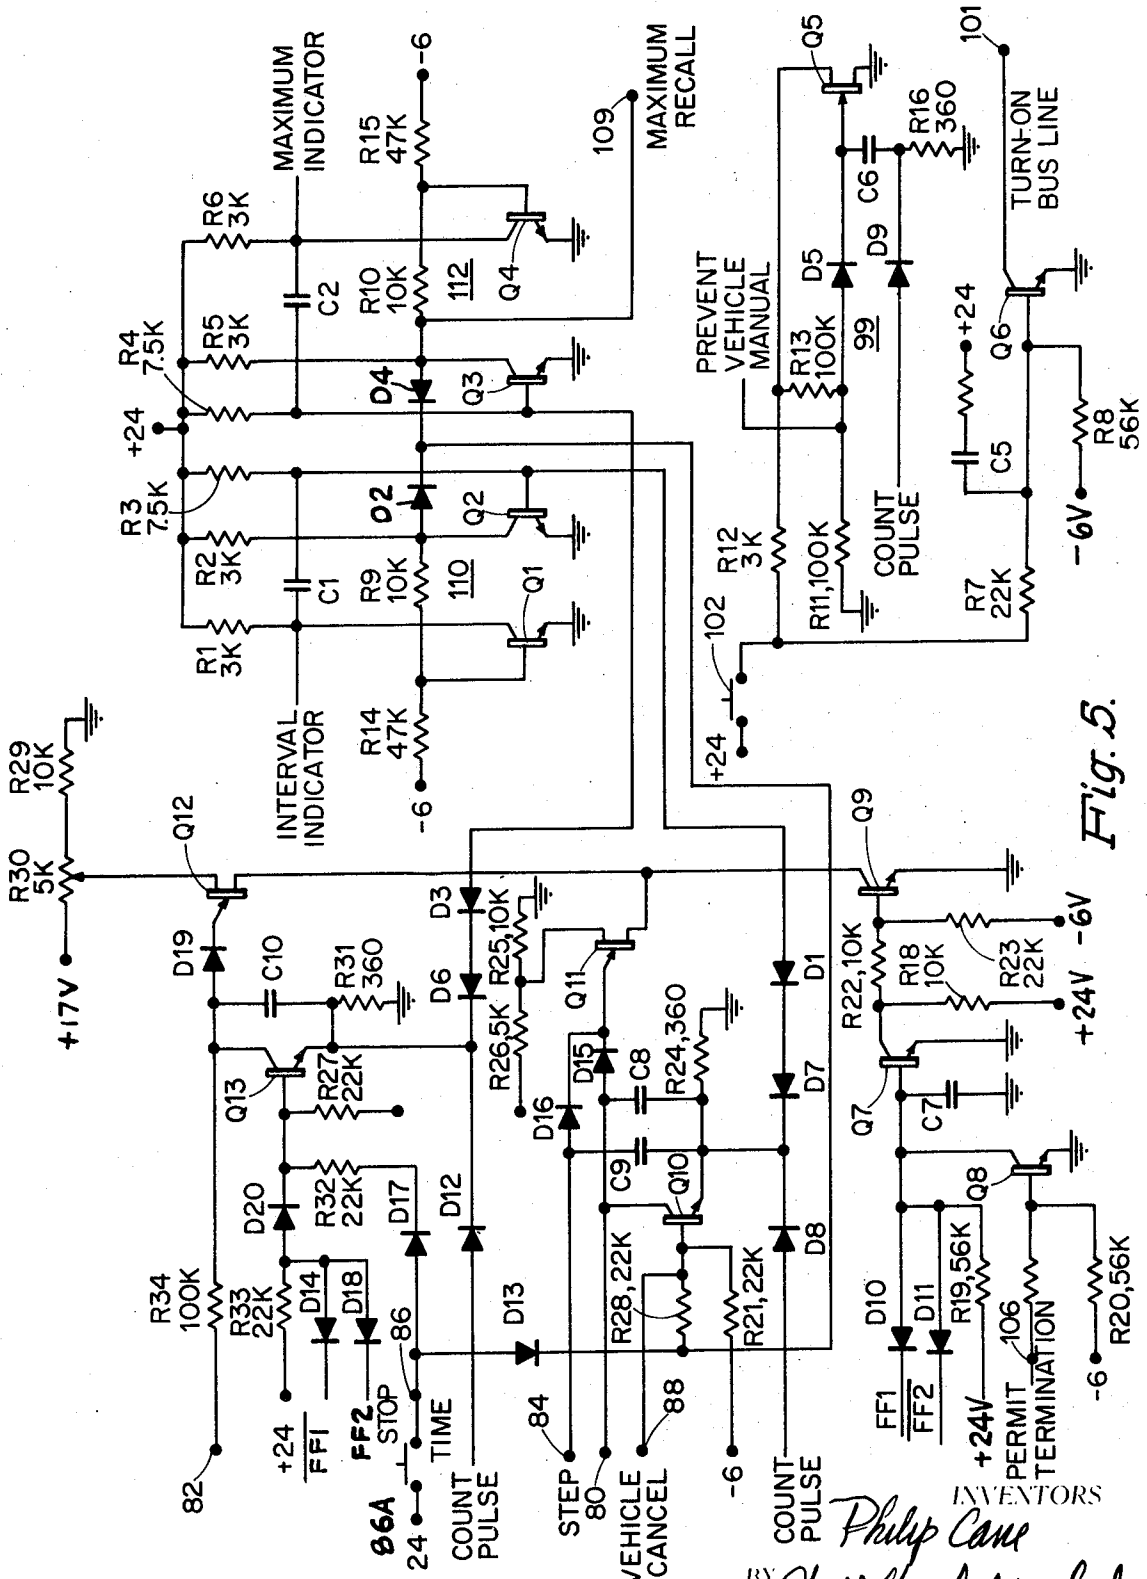 +17V
R30
5K
R29
10K
Q12
D19
C10
R31
360
Q13
R27
22K
D20
R32
22K
R34
100K
R33
22K
D14
D18
D17
D12
D3
D6
82
+24
FF1
FF2
STOP
TIME
86
86A
24
COUNT
PULSE
D13
INTERVAL
INDICATOR
R1
3K
R2
3K
R3
7.5K
+24
R4
7.5K
R5
3K
R6
3K
MAXIMUM
INDICATOR
C1
C2
R14
47K
-6
R9
10K
110
Q1
Q2
D2
D4
Q3
R10
10K
112
Q4
R15
47K
-6
109
MAXIMUM
RECALL
R25,10K
R26,5K
Q11
D16
D15
C8
C9
R24,360
Q10
R28,22K
R21,22K
D1
D7
D8
STEP
84
80
VEHICLE
CANCEL
88
-6
COUNT
PULSE
PREVENT
VEHICLE
MANUAL
R12
3K
R13
100K
R11,100K
D5
99
D9
C6
R16
360
Q5
COUNT
PULSE
102
+24
R7
22K
C5
+24
Q6
R8
56K
-6V
TURN-ON
BUS LINE
101
Q9
R22,10K
R18
10K
R23
22K
-6V
+24V
Q7
C7
Q8
D10
D11
R19,56K
FF1
FF2
+24V
106
PERMIT
TERMINATION
R20,56K
-6
Fig. 5.
INVENTORS
Philip Cane
BY